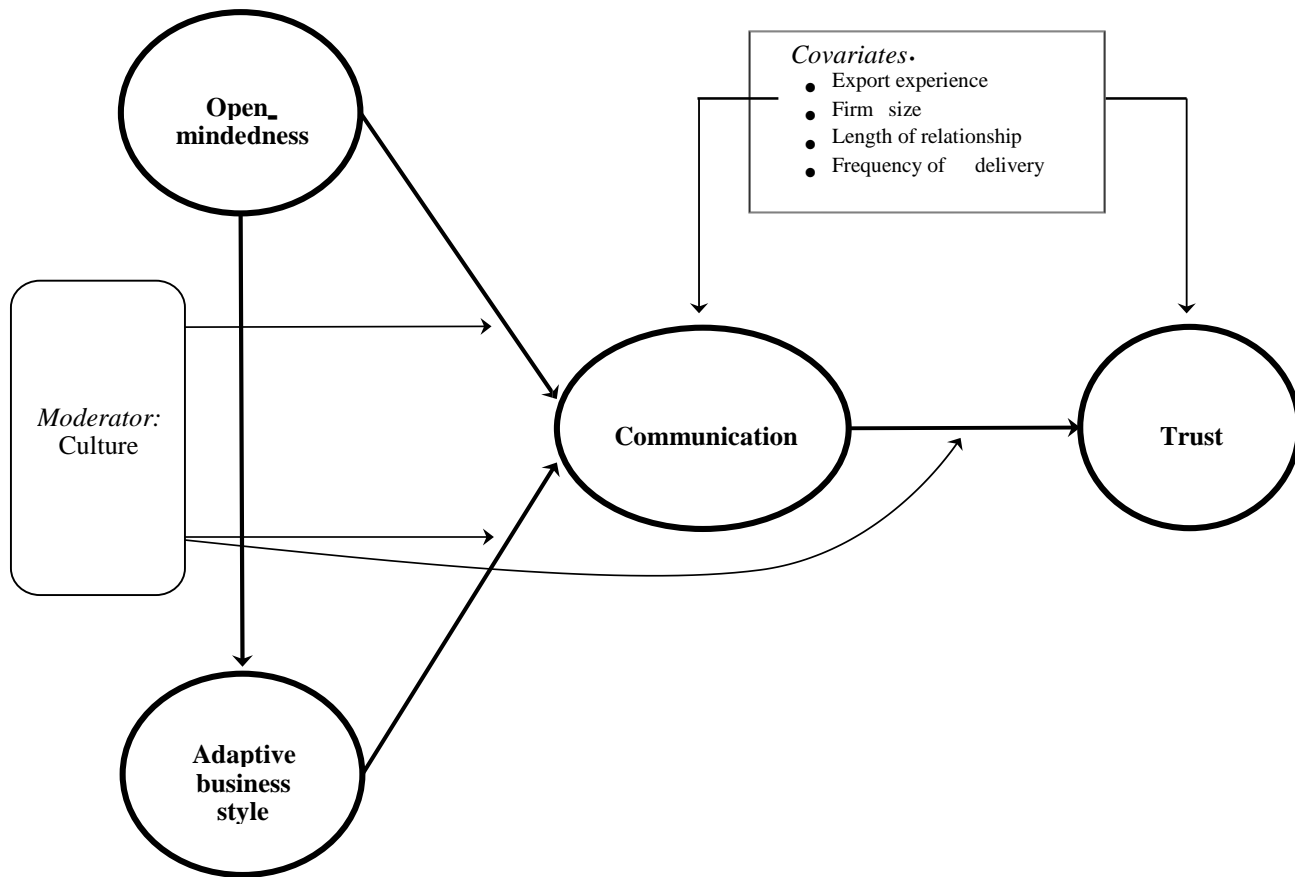 Open-
mindedness
Covariates.
● Export experience
● Firm size
● Length of relationship
● Frequency of delivery
Moderator:
Culture
Communication
Trust
Adaptive
business
style